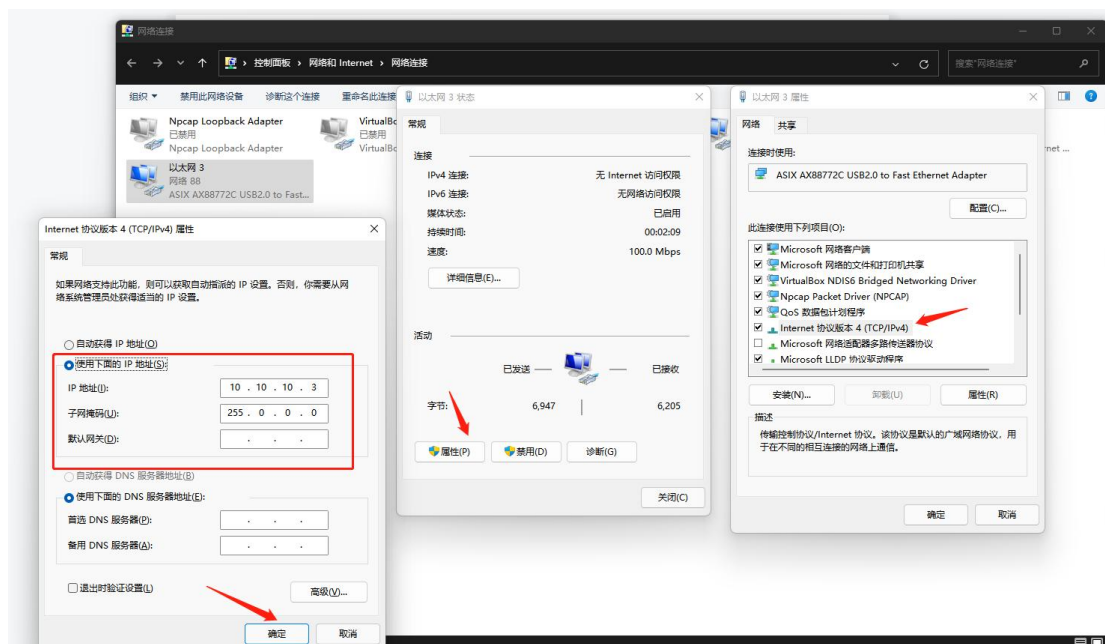 网络连接
控制面板 › 网络和 Internet › 网络连接
搜索"网络连接"
组织 禁用此网络设备 诊断这个连接 重命名此连接
Npcap Loopback Adapter
已禁用
Npcap Loopback Adapter
VirtualBo
已禁用
VirtualBo
net ...
以太网 3
网络 88
ASIX AX88772C USB2.0 to Fast...
Internet 协议版本 4 (TCP/IPv4) 属性
常规
如果网络支持此功能，则可以获取自动指派的 IP 设置。否则，你需要从网
络系统管理员处获得适当的 IP 设置。
自动获得 IP 地址(O)
使用下面的 IP 地址(S):
IP 地址(I): 10 . 10 . 10 . 3
子网掩码(U): 255 . 0 . 0 . 0
默认网关(D): . . .
自动获得 DNS 服务器地址(B)
使用下面的 DNS 服务器地址(E):
首选 DNS 服务器(P): . . .
备用 DNS 服务器(A): . . .
退出时验证设置(L)
高级(V)...
确定 取消
以太网 3 状态
常规
连接
IPv4 连接: 无 Internet 访问权限
IPv6 连接: 无网络访问权限
媒体状态: 已启用
持续时间: 00:02:09
速度: 100.0 Mbps
详细信息(E)...
活动
已发送 — — 已接收
字节: 6,947 | 6,205
属性(P) 禁用(D) 诊断(G)
关闭(C)
以太网 3 属性
网络 共享
连接时使用:
ASIX AX88772C USB2.0 to Fast Ethernet Adapter
配置(C)...
此连接使用下列项目(O):
Microsoft 网络客户端
Microsoft 网络的文件和打印机共享
VirtualBox NDIS6 Bridged Networking Driver
Npcap Packet Driver (NPCAP)
QoS 数据包计划程序
Internet 协议版本 4 (TCP/IPv4)
Microsoft 网络适配器多路传送器协议
Microsoft LLDP 协议驱动程序
安装(N)... 卸载(U) 属性(R)
描述
传输控制协议/Internet 协议。该协议是默认的广域网络协议，用
于在不同的相互连接的网络上通信。
确定 取消